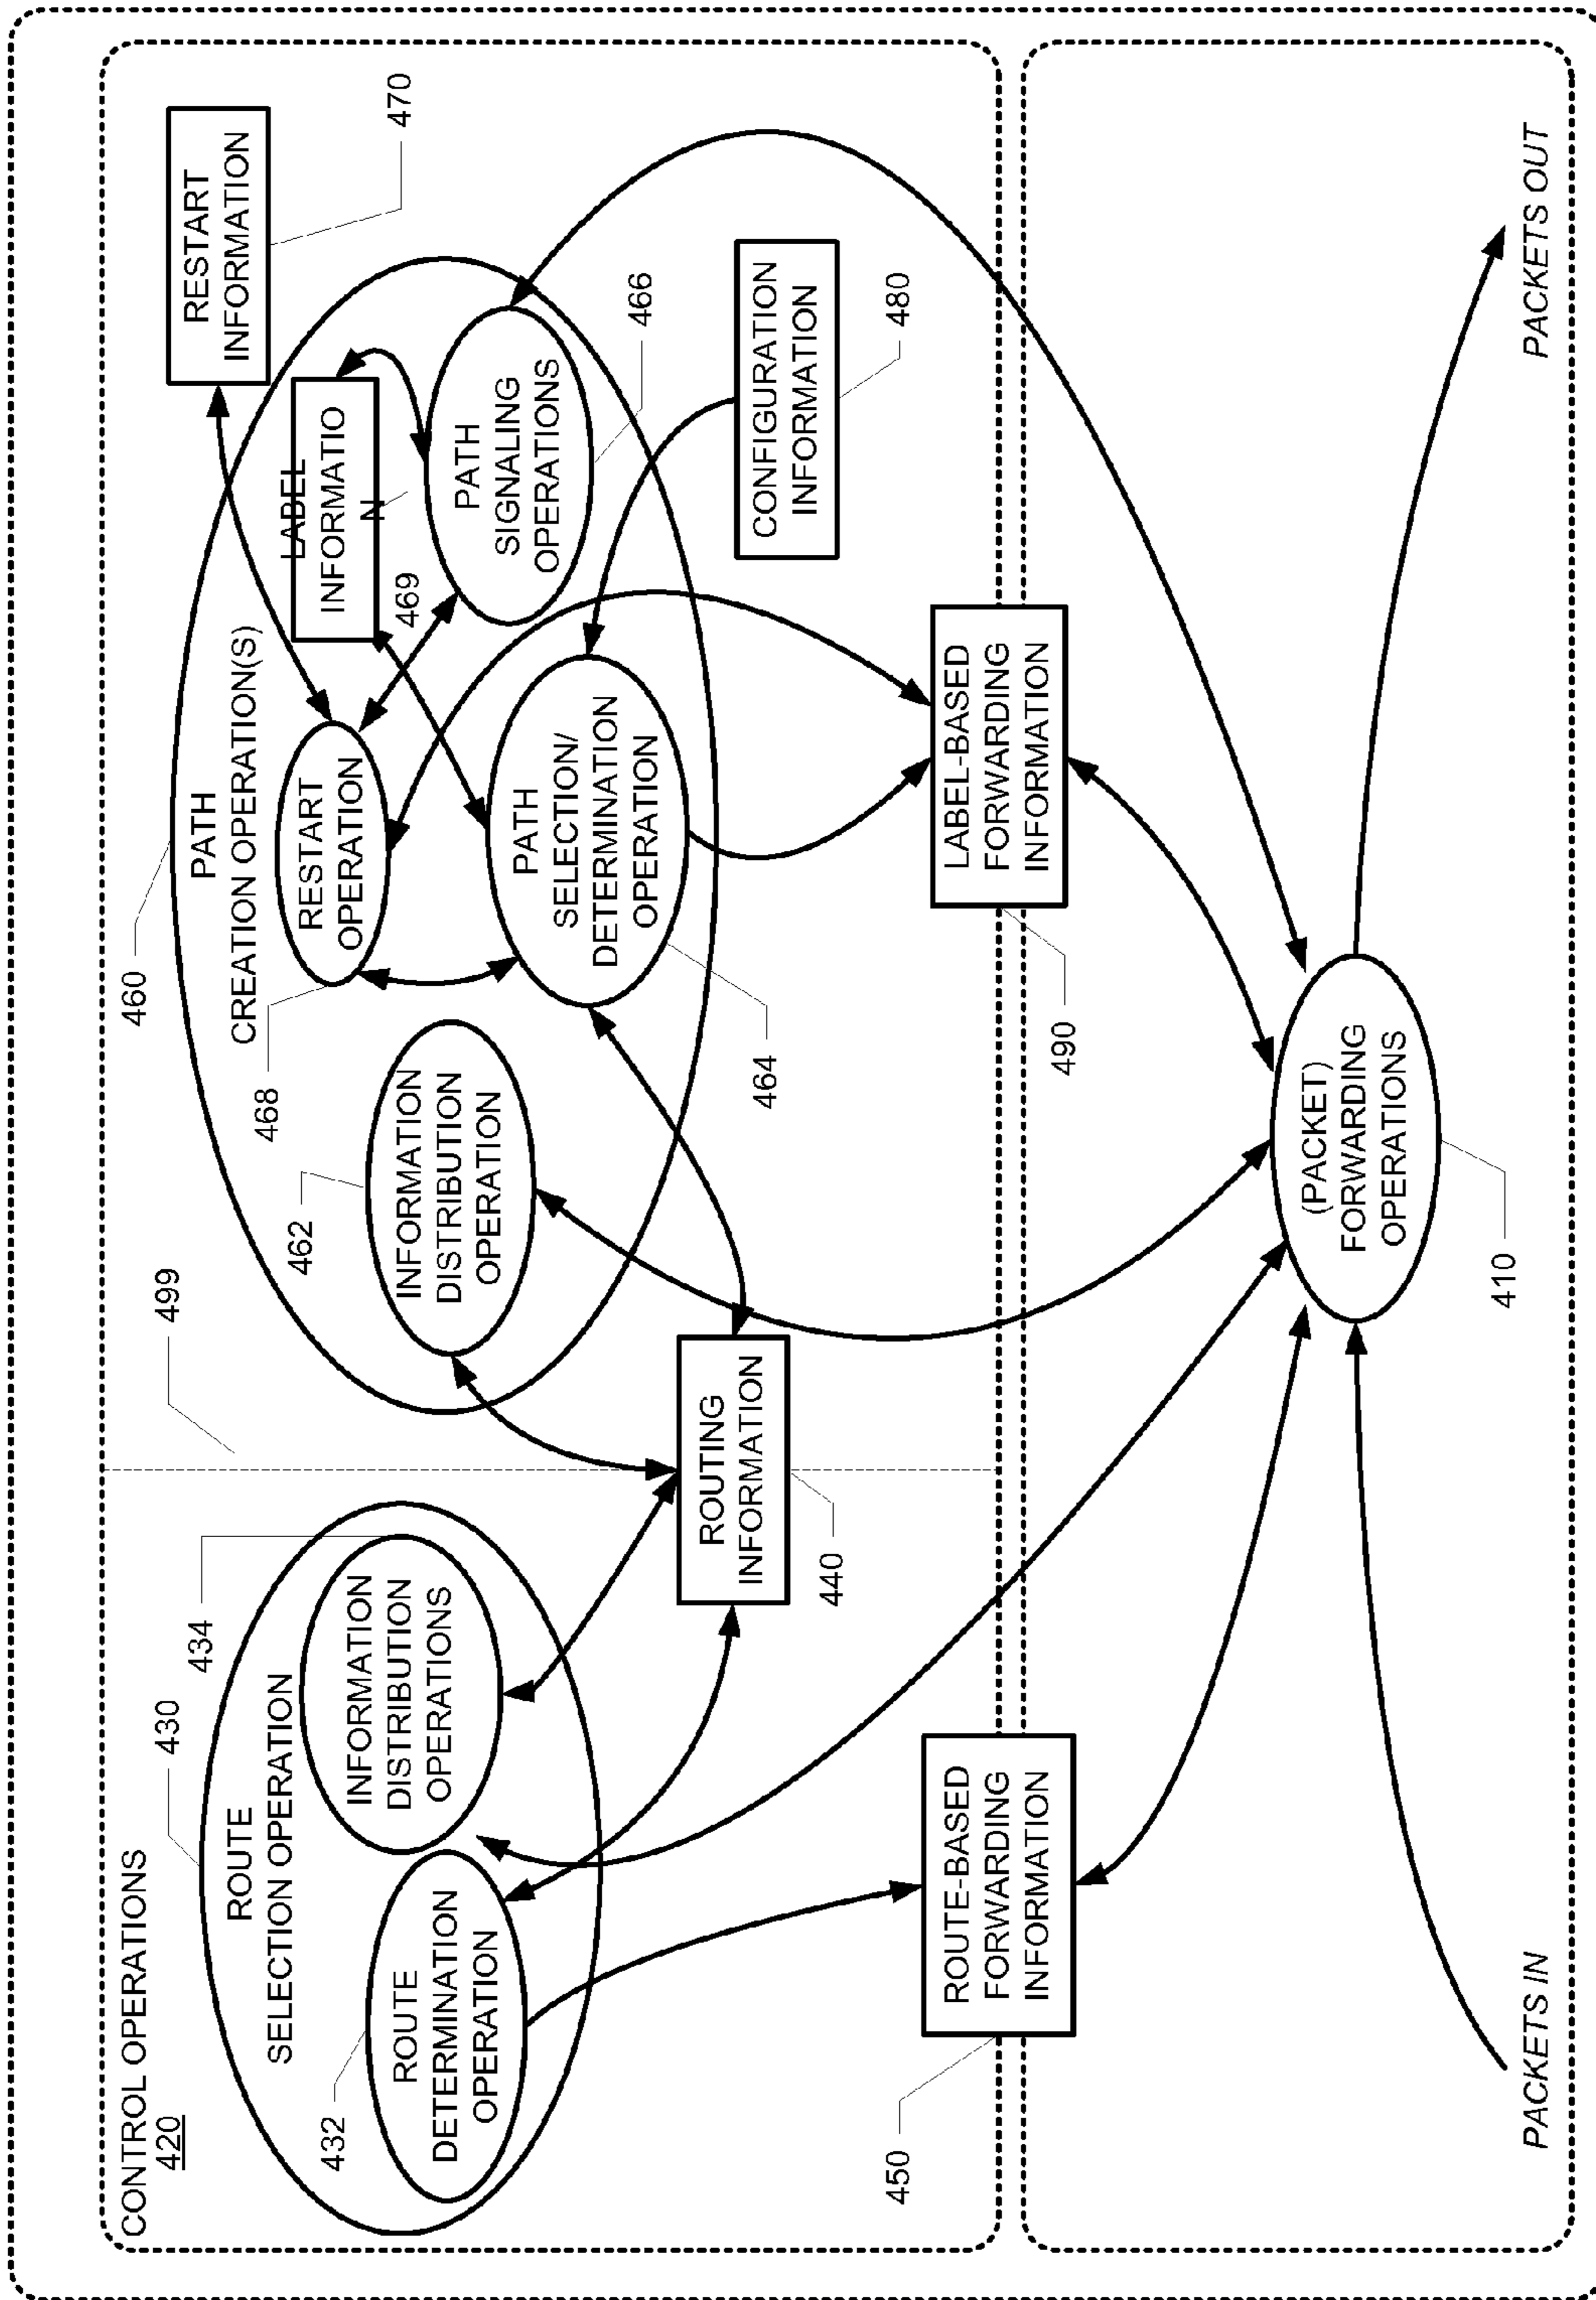 CONTROL OPERATIONS
420
430
434
ROUTE
SELECTION OPERATION
INFORMATION
DISTRIBUTION
OPERATIONS
432
ROUTE
DETERMINATION
OPERATION
499
460
PATH
CREATION OPERATION(S)
462
INFORMATION
DISTRIBUTION
OPERATION
468
RESTART
OPERATION
RESTART
INFORMATION
470
LABEL
INFORMATIO
N
469
PATH
SIGNALING
OPERATIONS
466
PATH
SELECTION/
DETERMINATION
OPERATION
464
CONFIGURATION
INFORMATION
480
ROUTING
INFORMATION
440
450
ROUTE-BASED
FORWARDING
INFORMATION
LABEL-BASED
FORWARDING
INFORMATION
490
(PACKET)
FORWARDING
OPERATIONS
410
PACKETS IN
PACKETS OUT